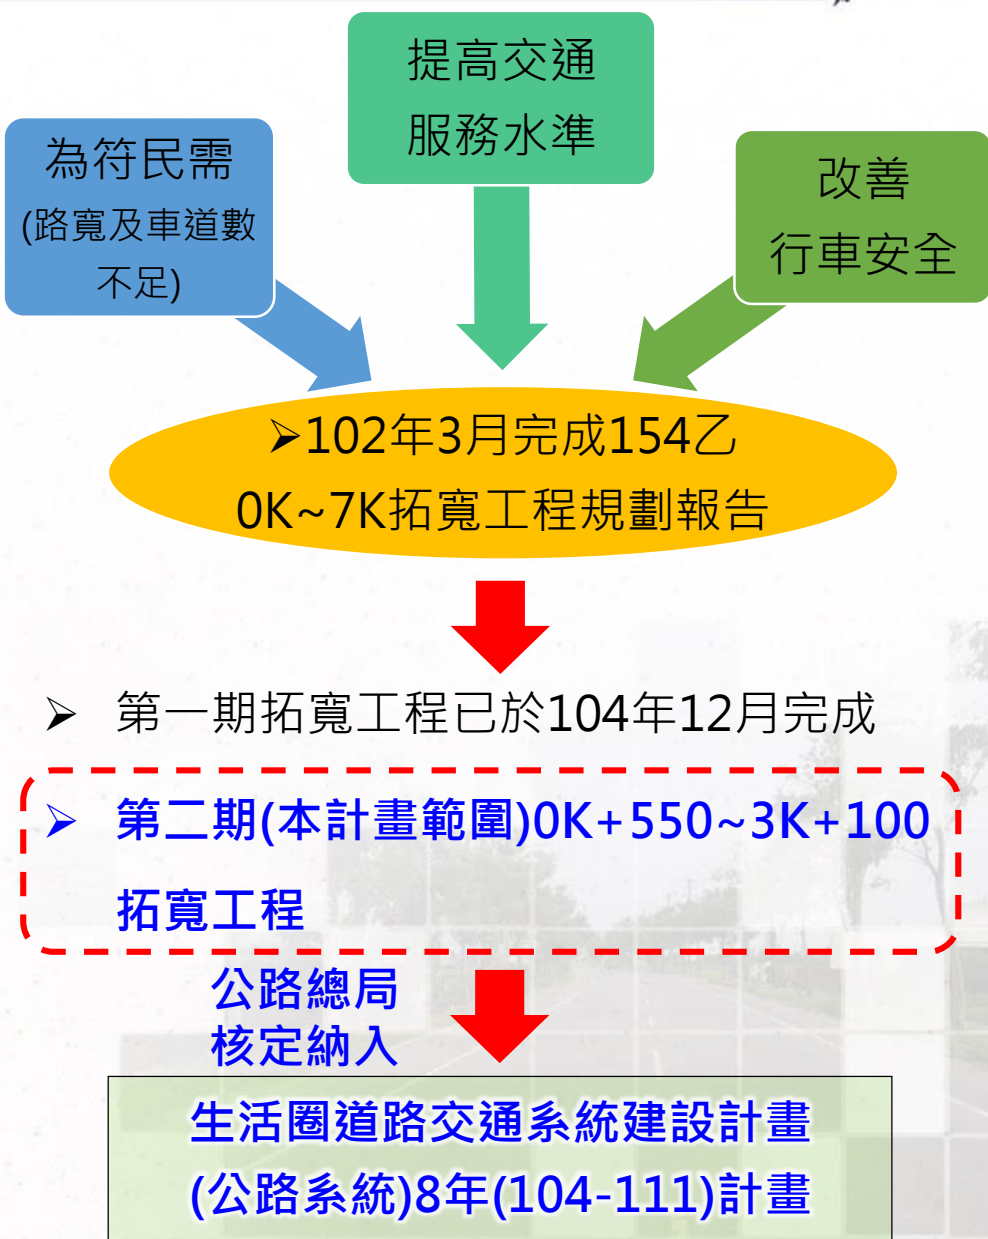 提高交通
服務水準
為符民需
(路寬及車道數
不足)
改善
行車安全
➢102年3月完成154乙
0K~7K拓寬工程規劃報告
➢ 第一期拓寬工程已於104年12月完成
➢ 第二期(本計畫範圍)0K+550~3K+100
拓寬工程
公路總局
核定納入
生活圈道路交通系統建設計畫
(公路系統)8年(104-111)計畫